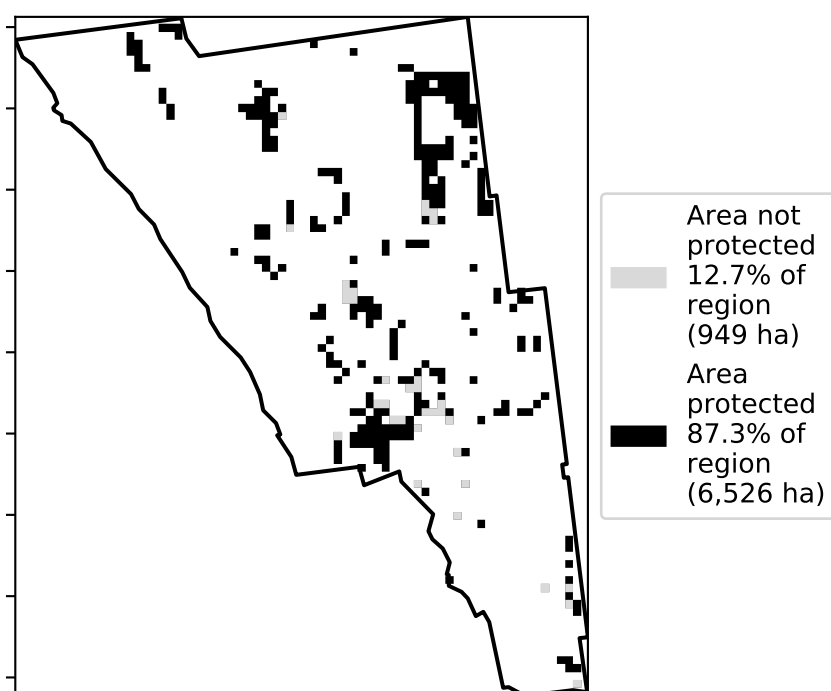 Area not
protected
12.7% of
region
(949 ha)
Area
protected
87.3% of
region
(6,526 ha)